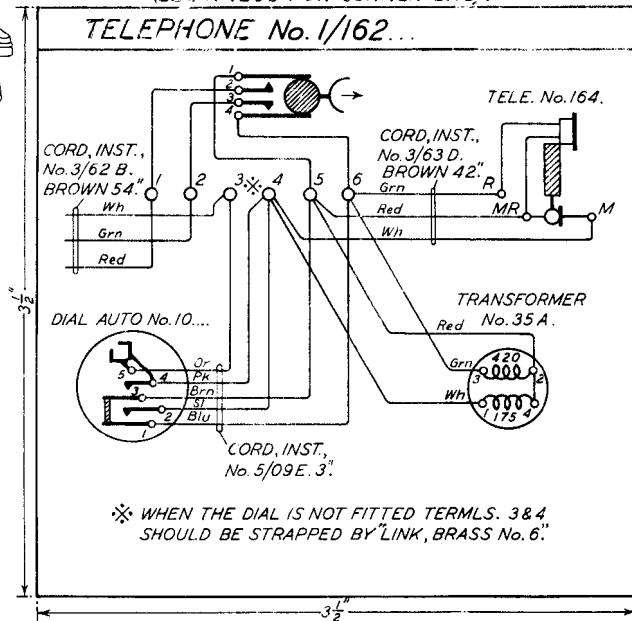 TELEPHONE No. 1/162...
1
2
3
4
TELE. No. 164.
CORD, INST.,
No. 3/62 B.
BROWN 54".
CORD, INST.,
No. 3/63 D.
BROWN 42".
1 2 3※ 4 5 6
Grn R
Wh
Red MR M
Grn
Wh
Red
3½"
DIAL AUTO No. 10....
TRANSFORMER
No. 35A.
Red
Or
Pk
Brn
Sl
Blu
5 4
3
2
1
Grn
Wh
420
3 2
1 4
175
CORD, INST.,
No. 5/09 E. 3".
※ WHEN THE DIAL IS NOT FITTED TERMLS. 3 & 4
SHOULD BE STRAPPED BY "LINK, BRASS No. 6".
3½"